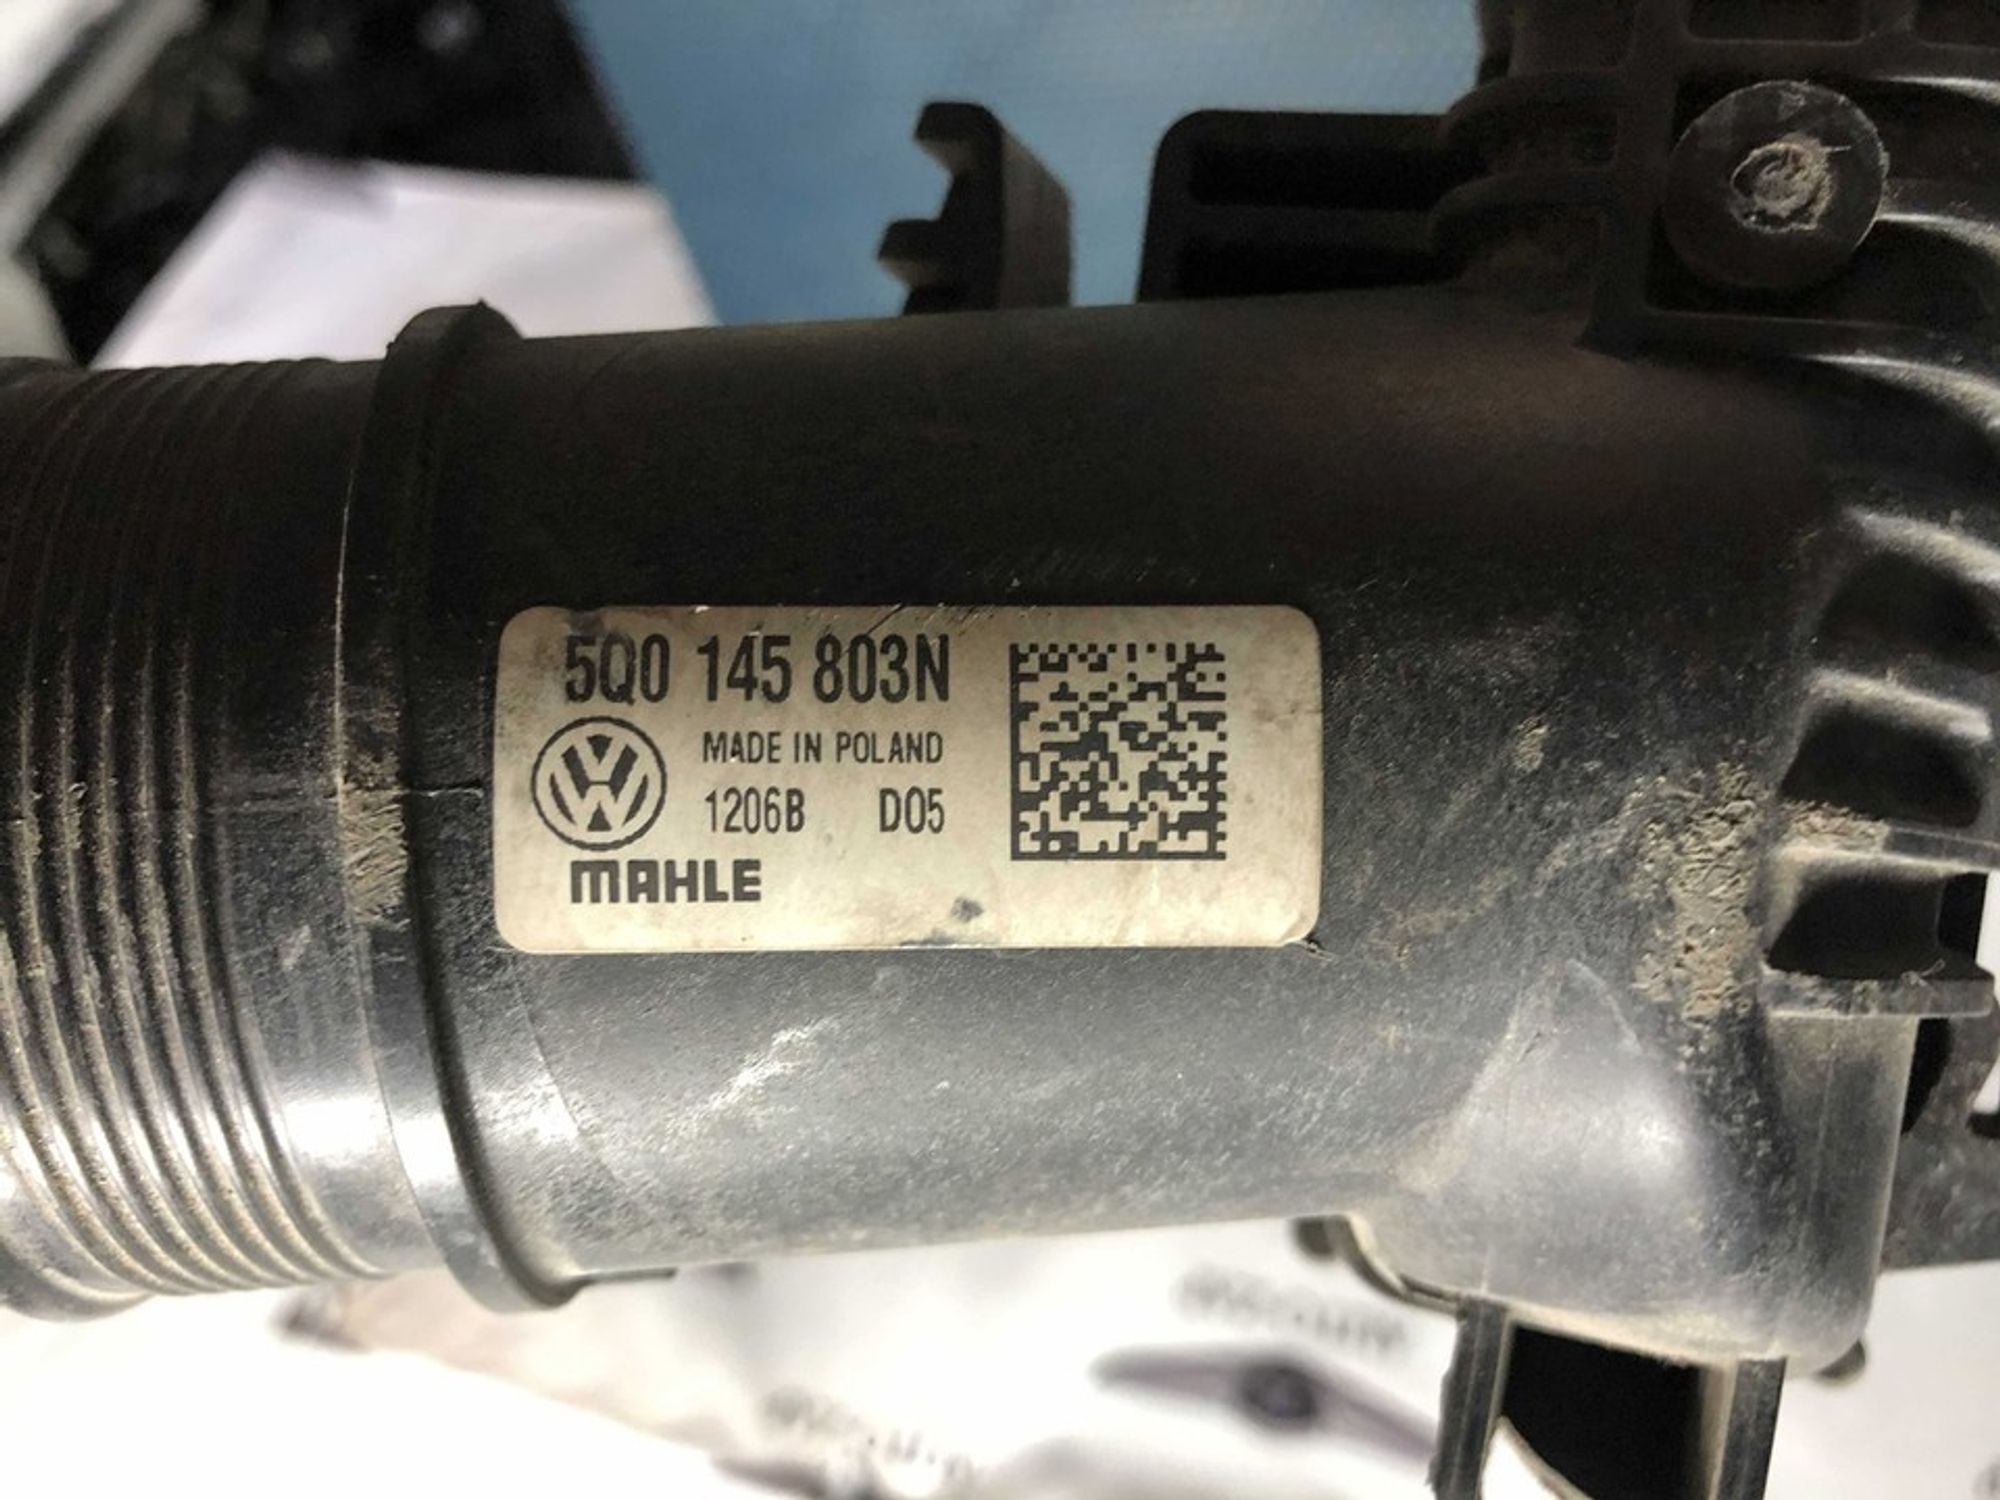 5Q0 145 803N
MADE IN POLAND
1206B D05
MAHLE